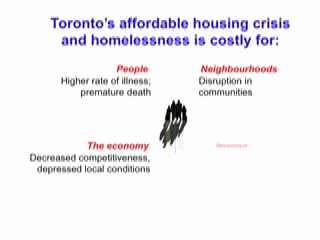 Toronto's affordable housing crisis
and homelessness is costly for:
People
Higher rate of illness;
premature death
Neighbourhoods
Disruption in
communities
The economy
Decreased competitiveness,
depressed local conditions
Government